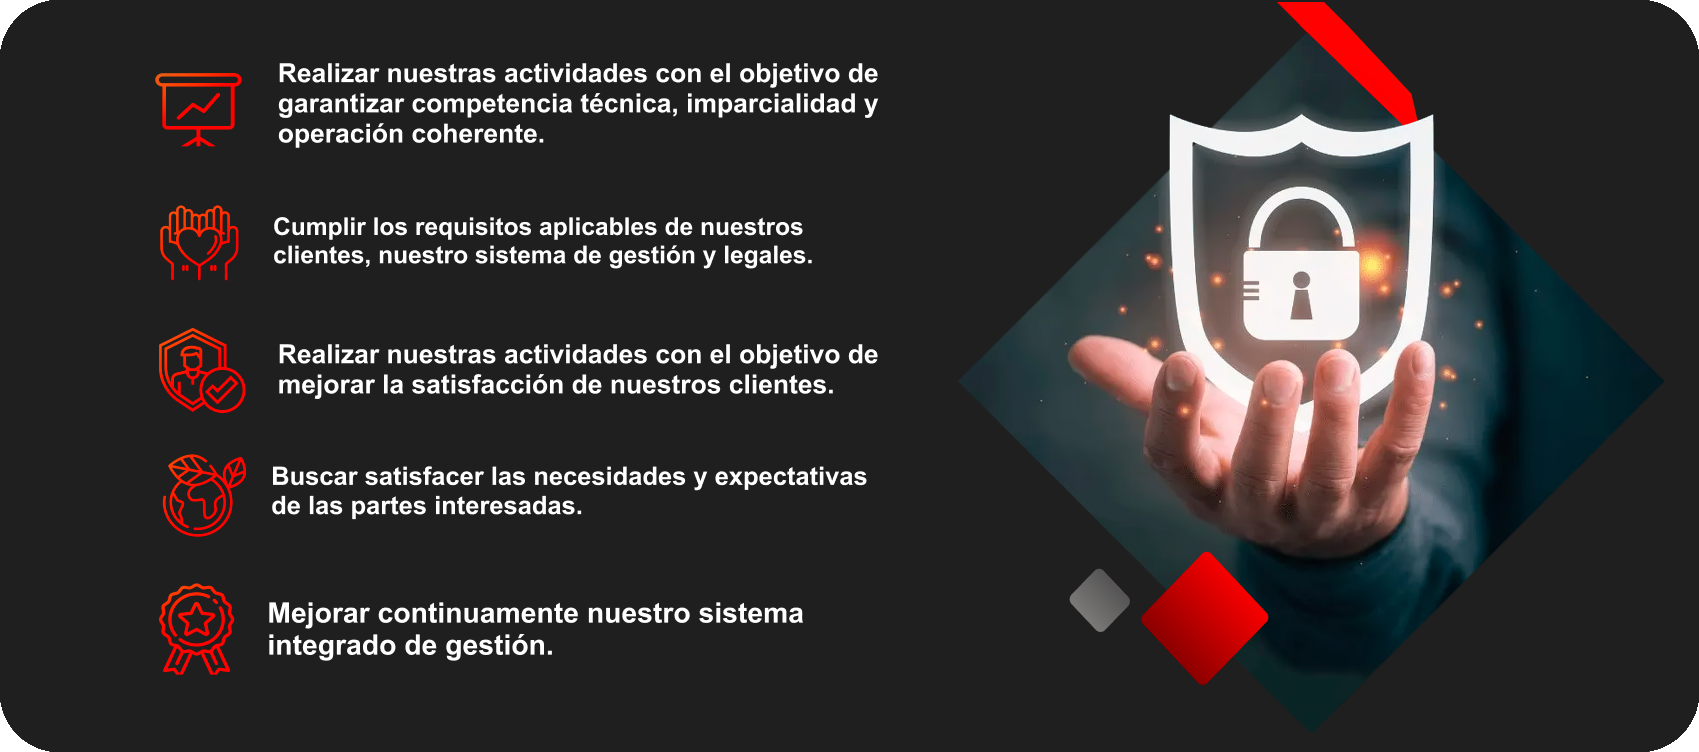 Realizar nuestras actividades con el objetivo de
garantizar competencia técnica, imparcialidad y
operación coherente.
Cumplir los requisitos aplicables de nuestros
clientes, nuestro sistema de gestión y legales.
Realizar nuestras actividades con el objetivo de
mejorar la satisfacción de nuestros clientes.
Buscar satisfacer las necesidades y expectativas
de las partes interesadas.
Mejorar continuamente nuestro sistema
integrado de gestión.